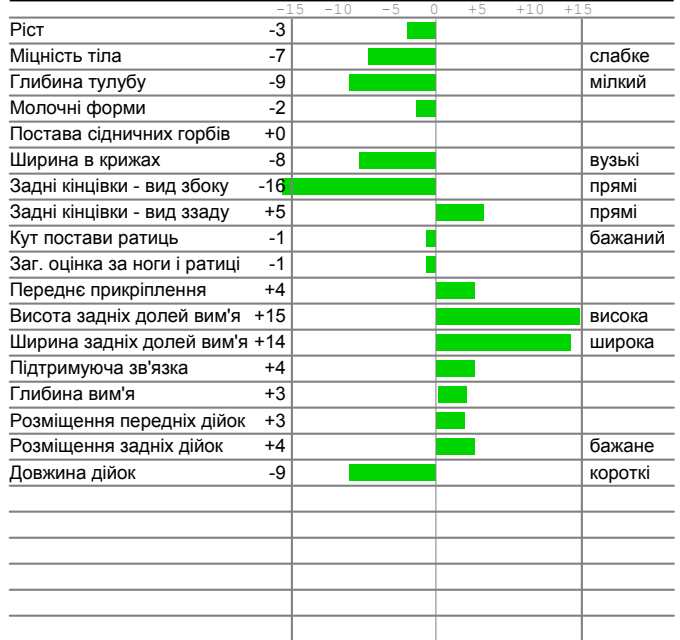 -15 -10 -5 0 +5 +10 +15
Ріст -3
Міцність тіла -7 слабке
Глибина тулубу -9 мілкий
Молочні форми -2
Постава сідничних горбів +0
Ширина в крижах -8 вузькі
Задні кінцівки - вид збоку -16 прямі
Задні кінцівки - вид ззаду +5 прямі
Кут постави ратиць -1 бажаний
Заг. оцінка за ноги і ратиці -1
Переднє прикріплення +4
Висота задніх долей вим'я +15 висока
Ширина задніх долей вим'я +14 широка
Підтримуюча зв'язка +4
Глибина вим'я +3
Розміщення передніх дійок +3
Розміщення задніх дійок +4 бажане
Довжина дійок -9 короткі